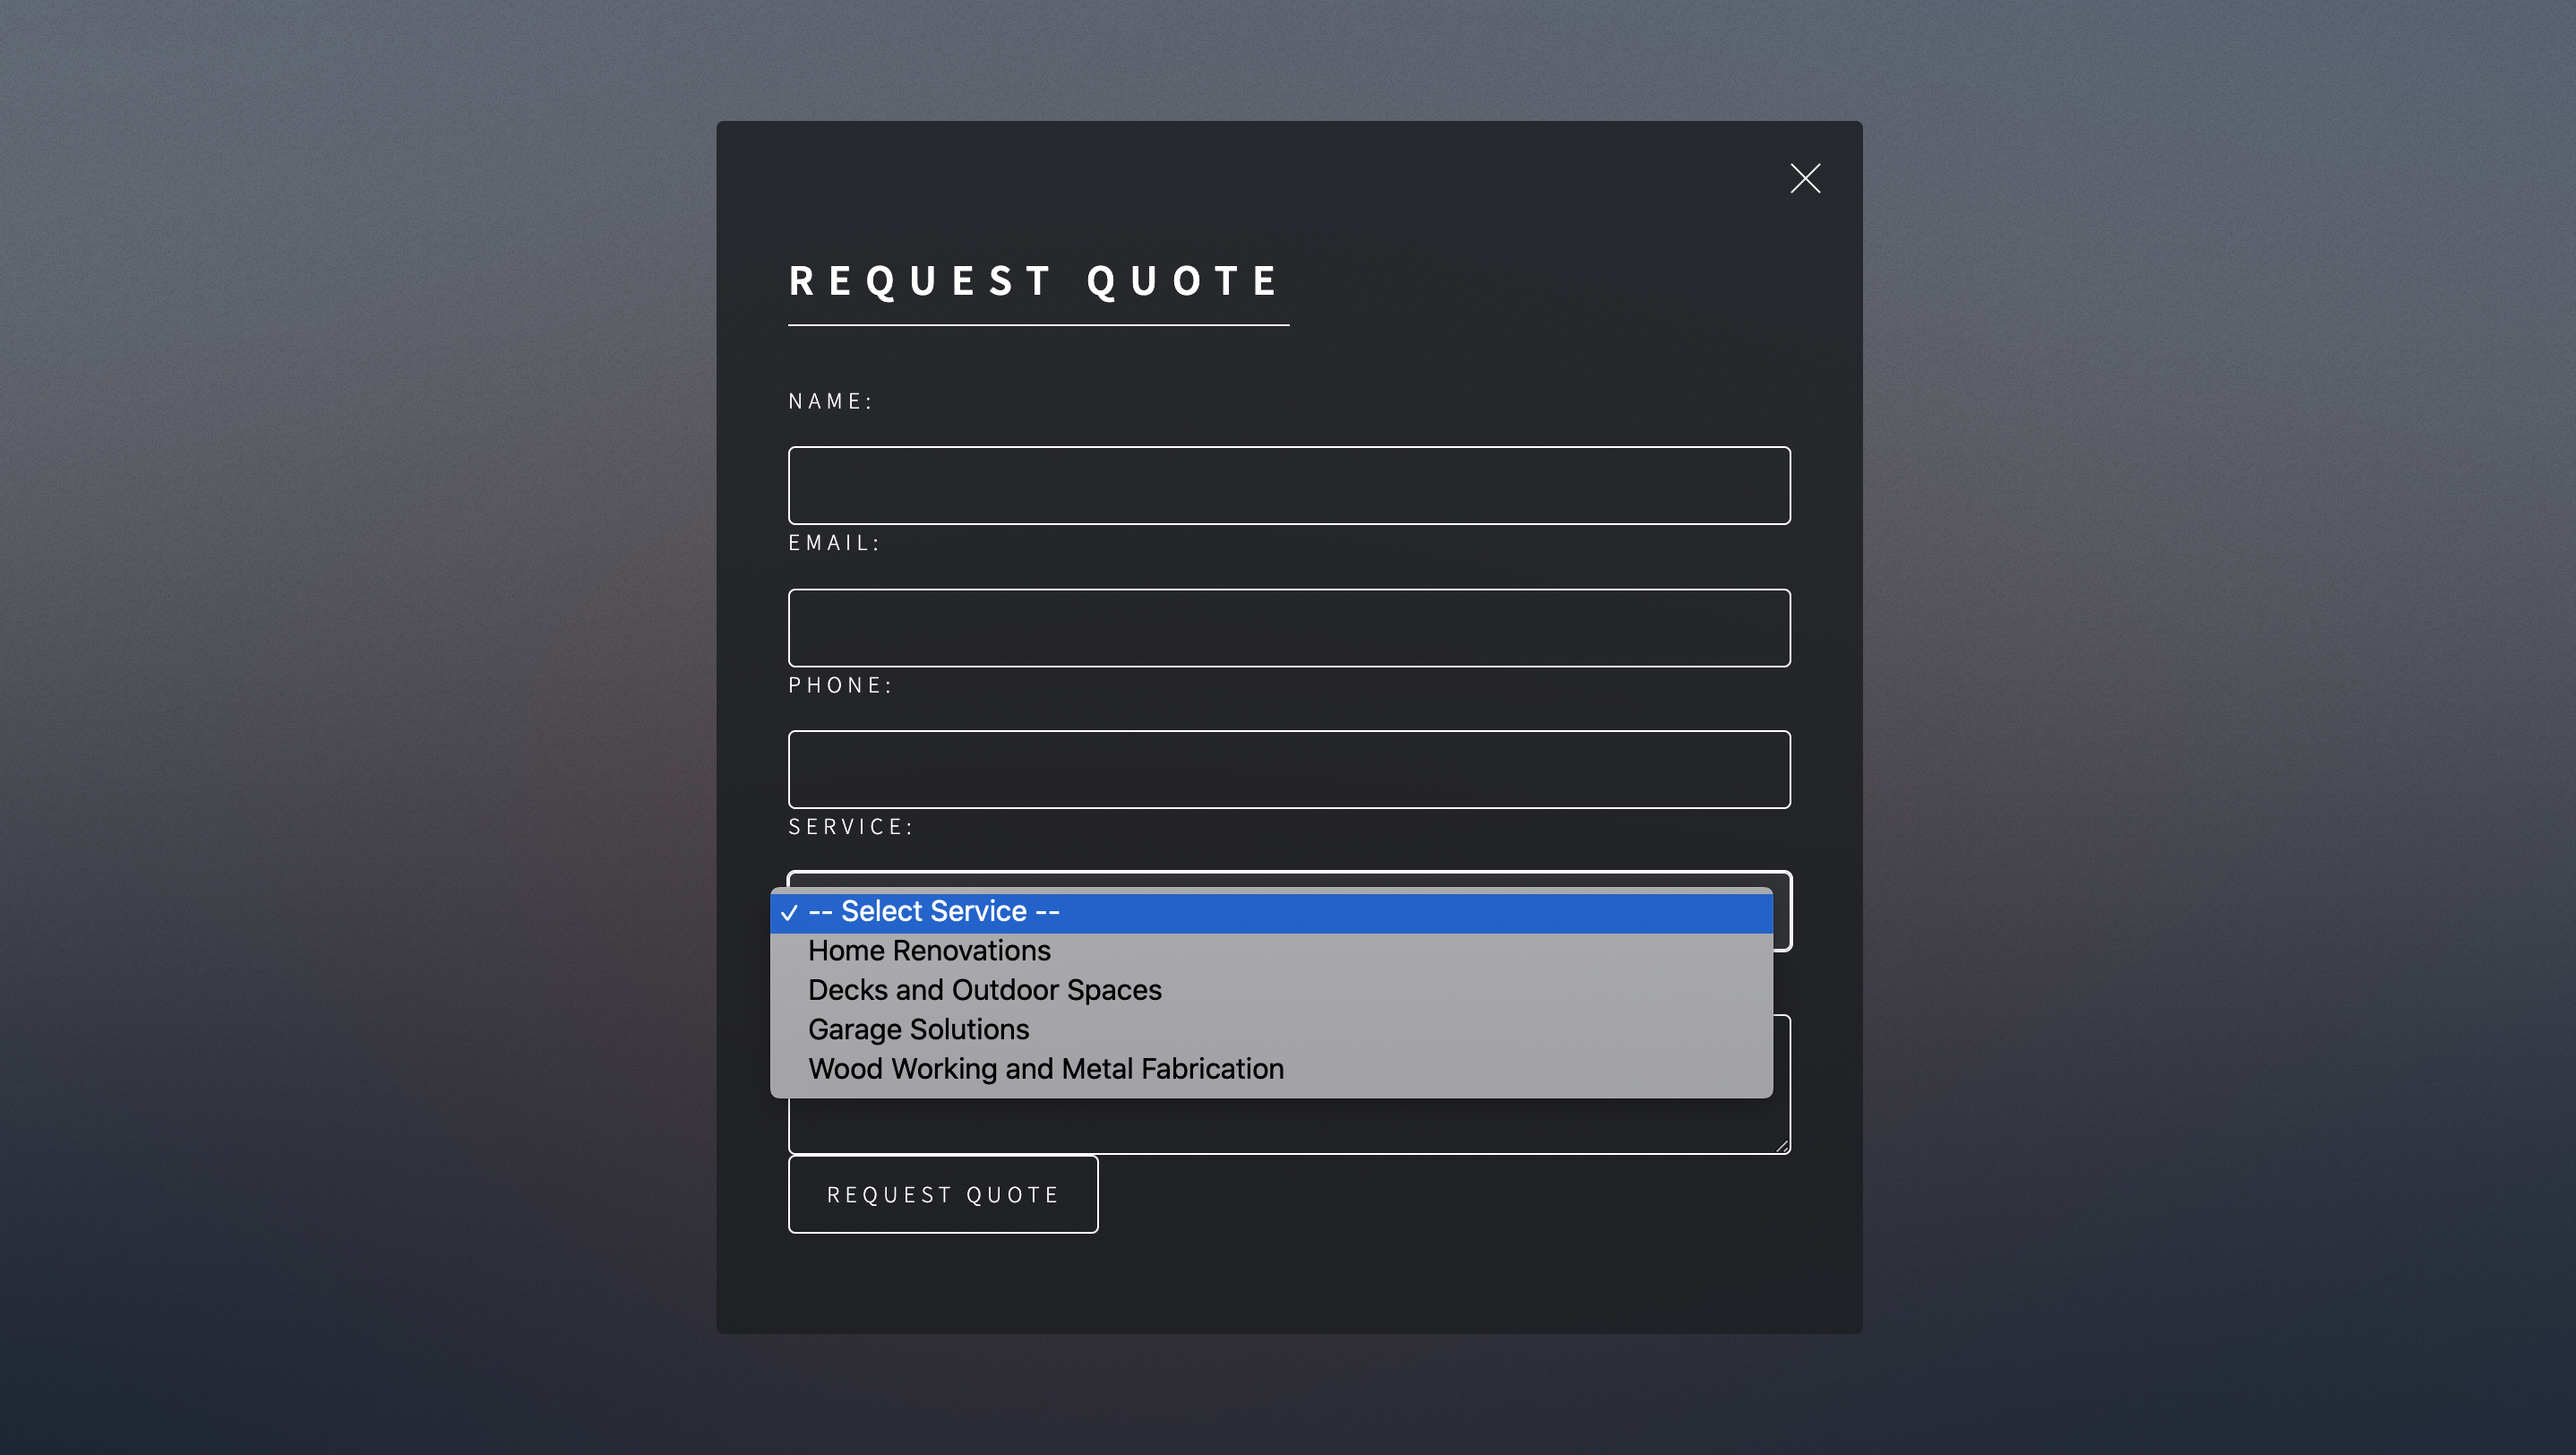 REQUEST QUOTE
NAME:
EMAIL:
PHONE:
SERVICE:
✓ -- Select Service --
Home Renovations
Decks and Outdoor Spaces
Garage Solutions
Wood Working and Metal Fabrication
REQUEST QUOTE